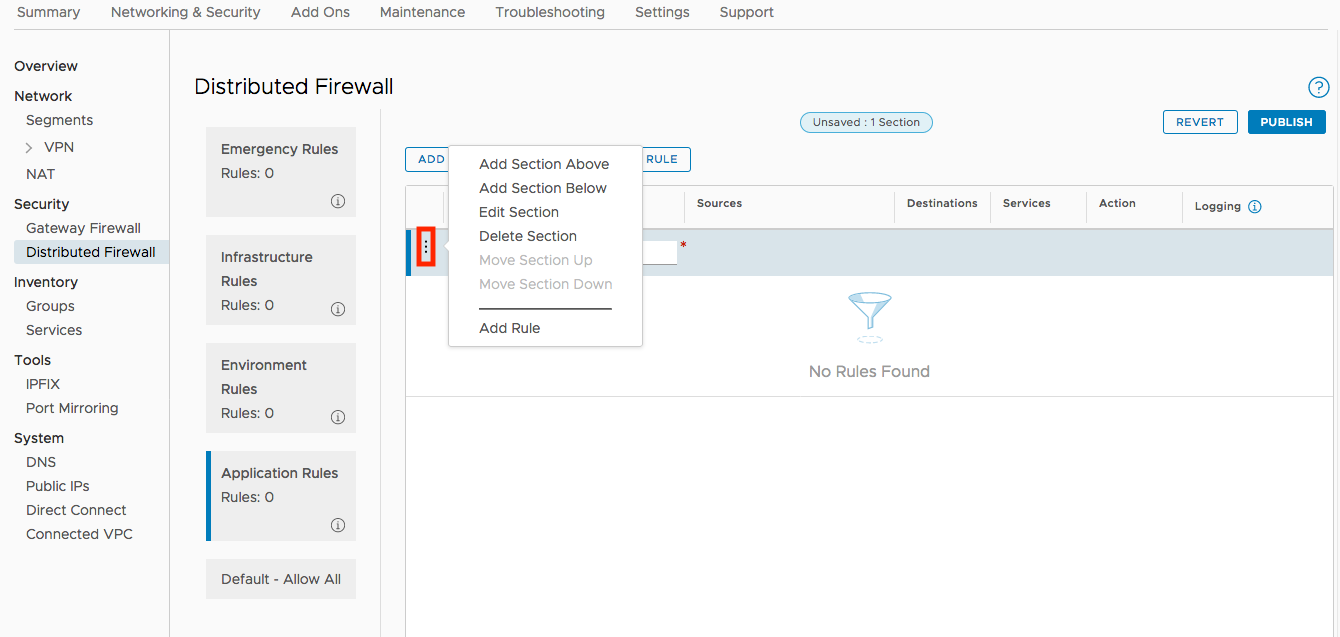 Summary
Networking & Security
Add Ons
Maintenance
Troubleshooting
Settings
Support
Overview
Network
Segments
VPN
NAT
Security
Gateway Firewall
Distributed Firewall
Inventory
Groups
Services
Tools
IPFIX
Port Mirroring
System
DNS
Public IPs
Direct Connect
Connected VPC
Distributed Firewall
?
Emergency Rules
Rules: 0
Infrastructure
Rules
Rules: 0
Environment
Rules
Rules: 0
Application Rules
Rules: 0
Default - Allow All
Unsaved : 1 Section
REVERT
PUBLISH
ADD
RULE
Add Section Above
Add Section Below
Edit Section
Delete Section
Move Section Up
Move Section Down
Add Rule
Sources
Destinations
Services
Action
Logging
*
No Rules Found